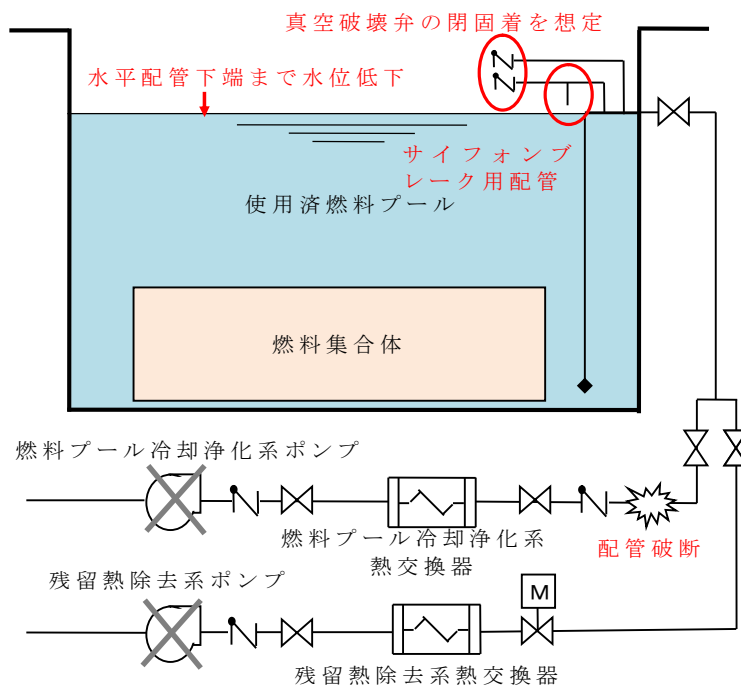 真空破壊弁の閉固着を想定
水平配管下端まで水位低下
サイフォンブ
レーク用配管
使用済燃料プール
燃料集合体
燃料プール冷却浄化系ポンプ
燃料プール冷却浄化系
熱交換器
配管破断
残留熱除去系ポンプ
M
残留熱除去系熱交換器